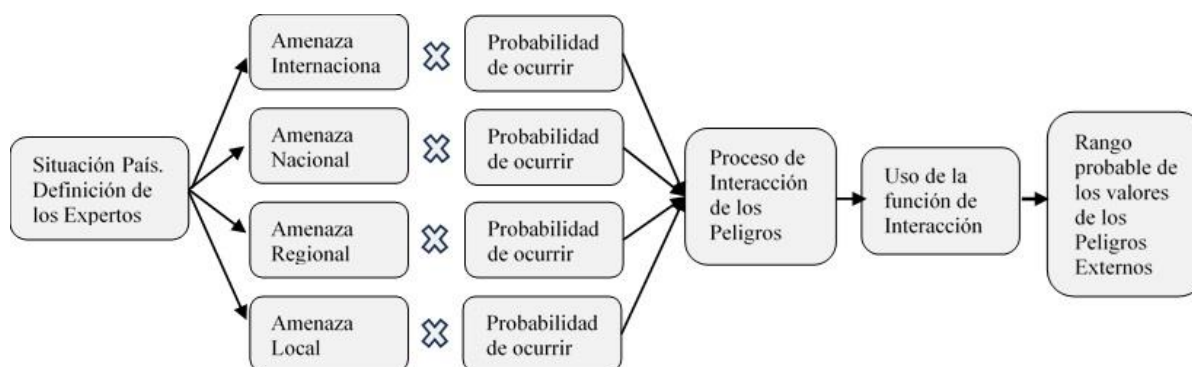 Situación País.
Definición de
los Expertos
Amenaza
Internaciona
Probabilidad
de ocurrir
Amenaza
Nacional
Probabilidad
de ocurrir
Amenaza
Regional
Probabilidad
de ocurrir
Amenaza
Local
Probabilidad
de ocurrir
Proceso de
Interacción
de los
Peligros
Uso de la
función de
Interacción
Rango
probable de
los valores
de los
Peligros
Externos